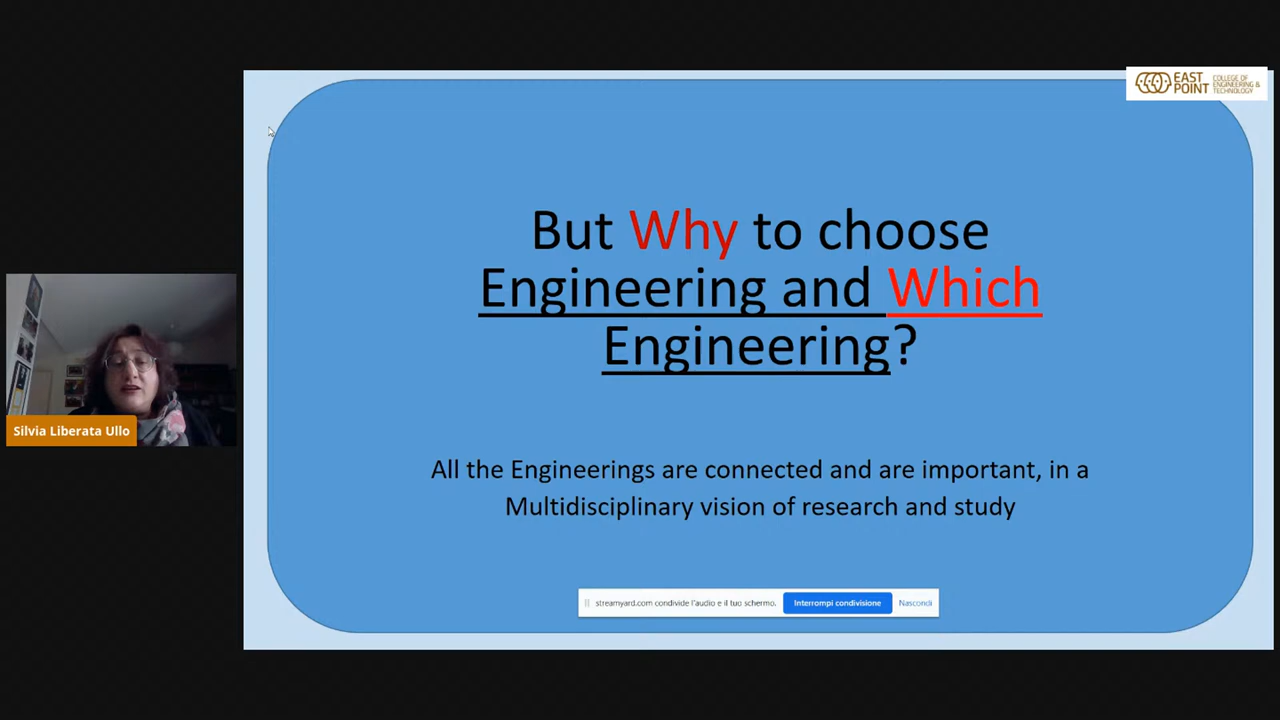 EAST
POINT
COLLEGE OF
ENGINEERING &
TECHNOLOGY
But Why to choose
Engineering and Which
Engineering?
Silvia Liberata Ullo
All the Engineerings are connected and are important, in a
Multidisciplinary vision of research and study
streamyard.com condivide l'audio e il tuo schermo.
Interrompi condivisione
Nascondi